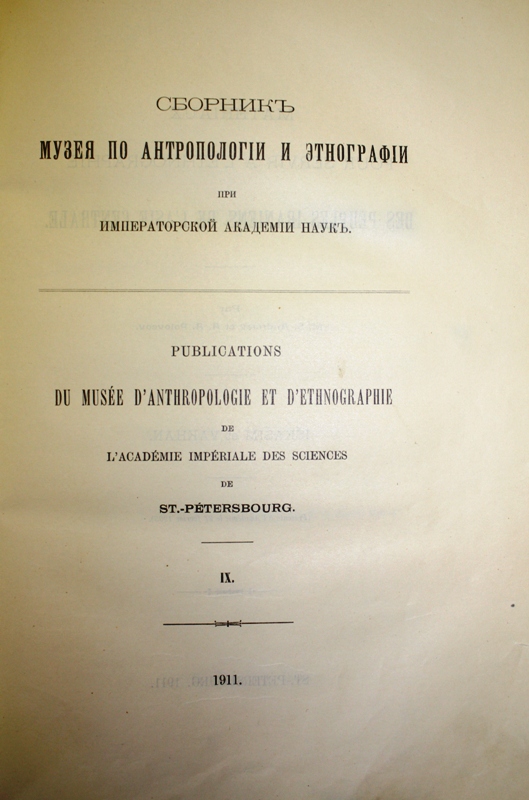 СБОРНИКЪ
МУЗЕЯ ПО АНТРОПОЛОГІИ И ЭТНОГРАФІИ
ПРИ
ИМПЕРАТОРСКОЙ АКАДЕМІИ НАУКЪ.
PUBLICATIONS
DU MUSÉE D'ANTHROPOLOGIE ET D'ETHNOGRAPHIE
DE
L'ACADÉMIE IMPÉRIALE DES SCIENCES
DE
ST.-PÉTERSBOURG.
IX.
1911.